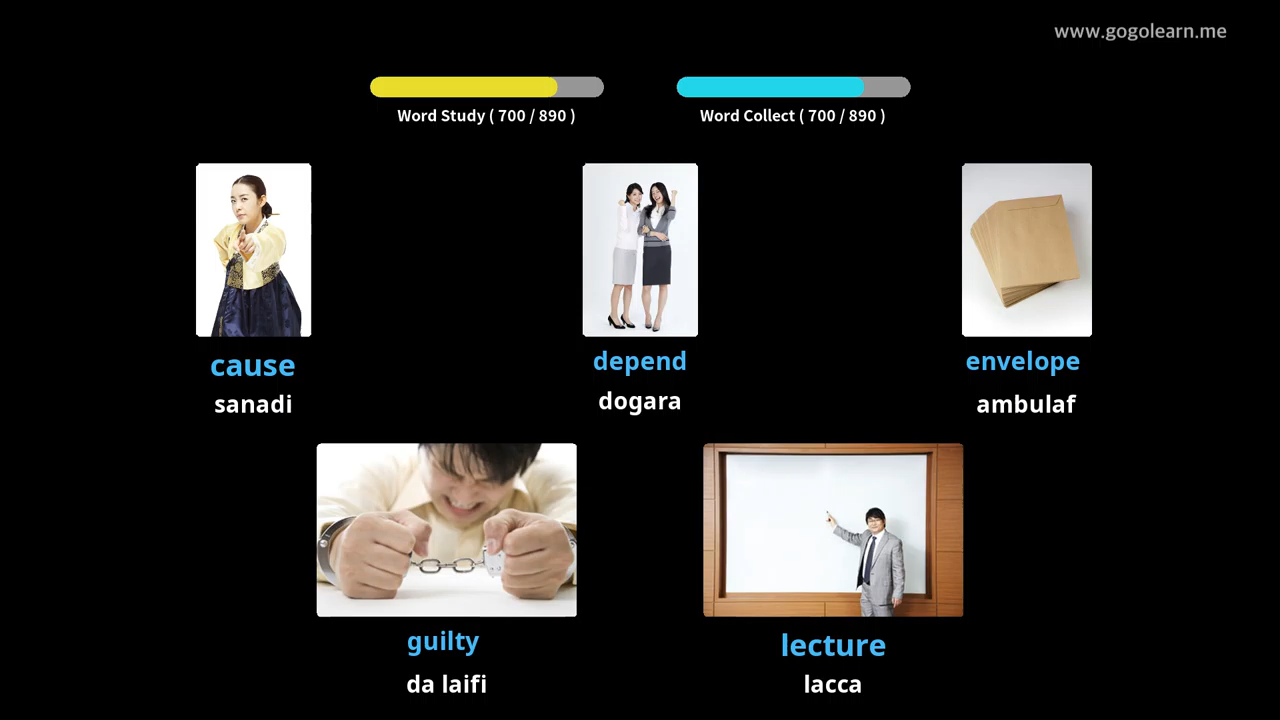 www.gogolearn.me
Word Study ( 700 / 890 )
Word Collect ( 700 / 890 )
cause
sanadi
depend
dogara
envelope
ambulaf
guilty
da laifi
lecture
lacca